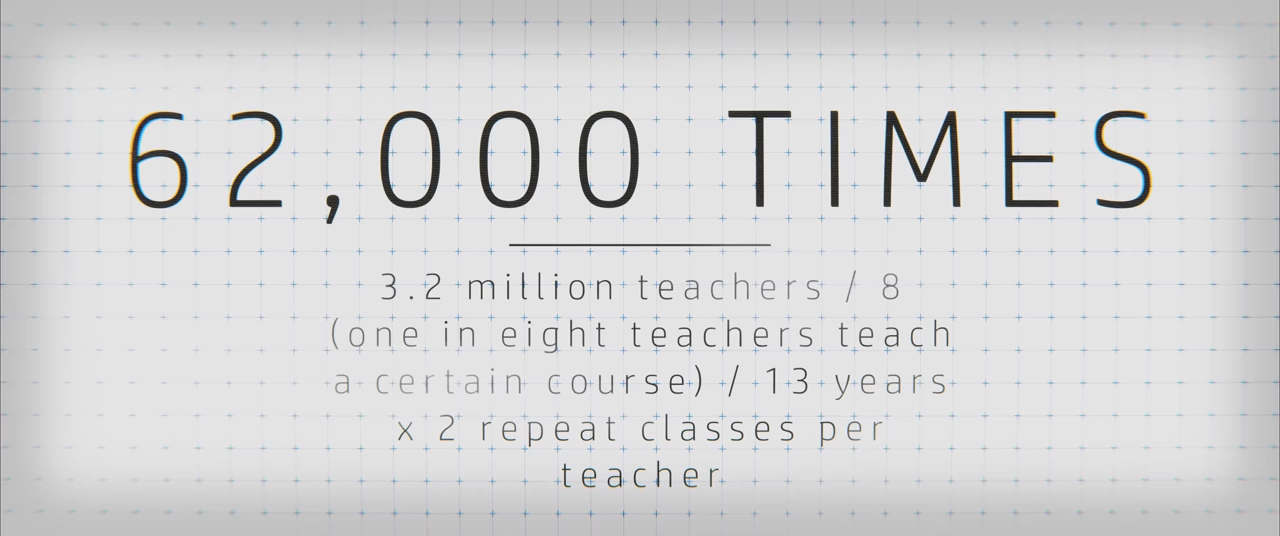 62,000 TIMES
3.2 million teachers / 8
(one in eight teachers teach
a certain course) / 13 years
x 2 repeat classes per
teacher